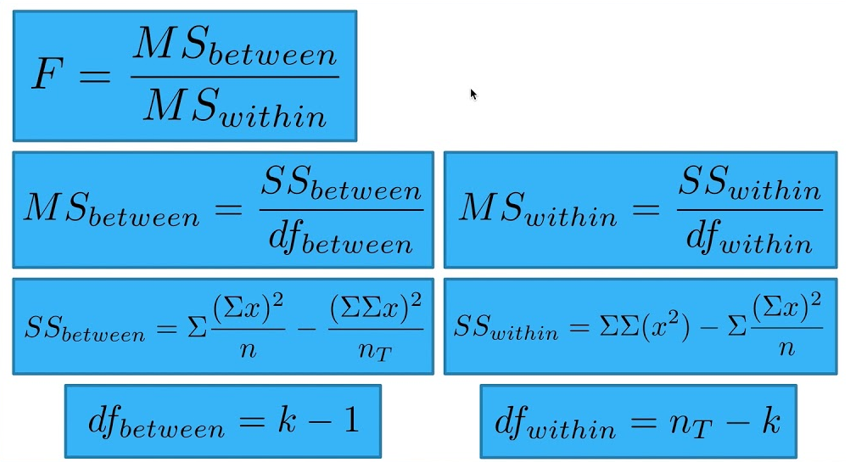 F = MS_between / MS_within
MS_between = SS_between / df_between
MS_within = SS_within / df_within
SS_between = Σ (Σx)² / n − (ΣΣx)² / n_T
SS_within = ΣΣ(x²) − Σ (Σx)² / n
df_between = k − 1
df_within = n_T − k